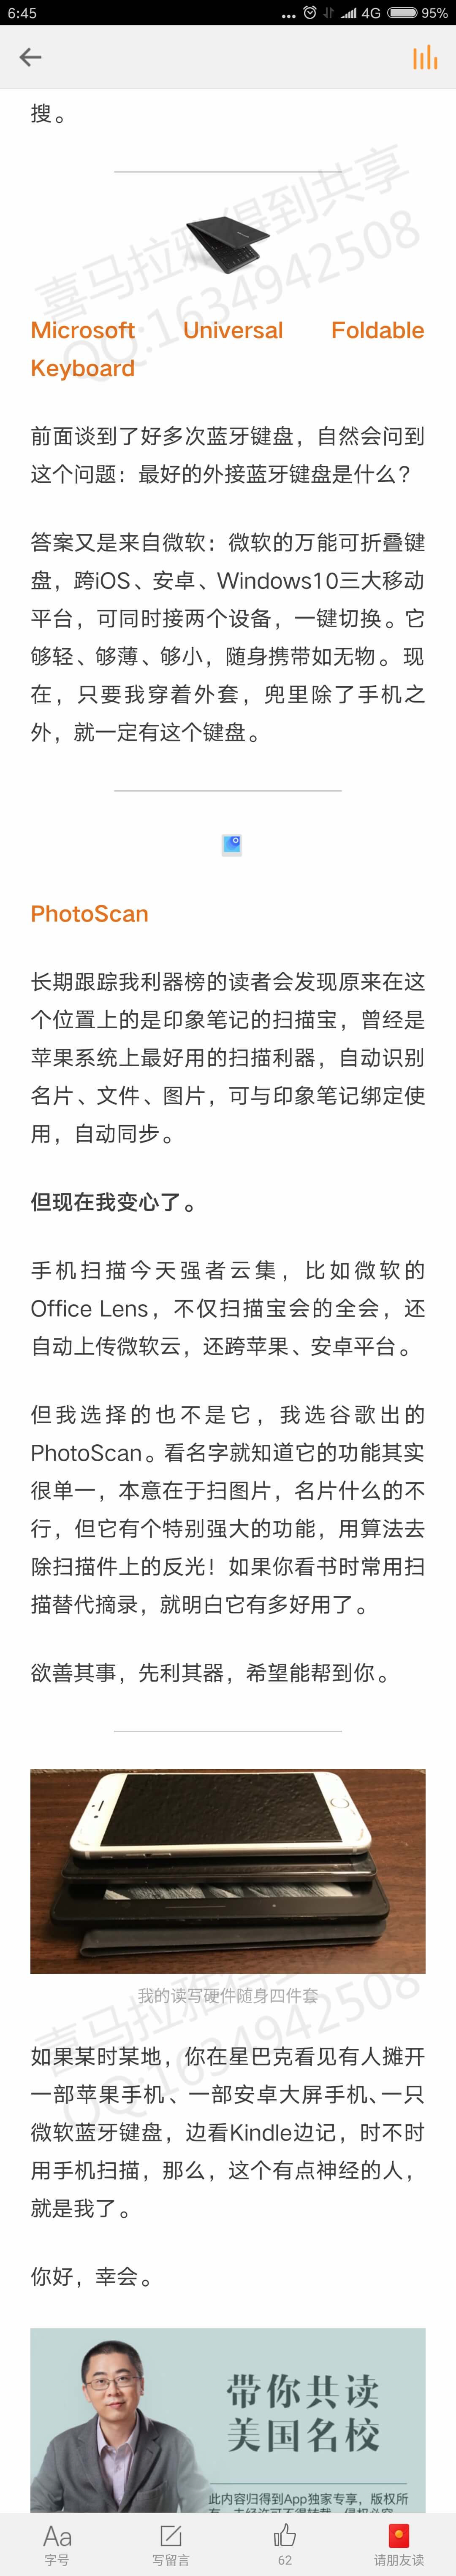 6:45
4G 95%
搜。
喜马拉雅得到共享
QQ:1634942508
Microsoft Universal Foldable
Keyboard
前面谈到了好多次蓝牙键盘，自然会问到
这个问题：最好的外接蓝牙键盘是什么？
答案又是来自微软：微软的万能可折叠键
盘，跨iOS、安卓、Windows10三大移动
平台，可同时接两个设备，一键切换。它
够轻、够薄、够小，随身携带如无物。现
在，只要我穿着外套，兜里除了手机之
外，就一定有这个键盘。
PhotoScan
长期跟踪我利器榜的读者会发现原来在这
个位置上的是印象笔记的扫描宝，曾经是
苹果系统上最好用的扫描利器，自动识别
名片、文件、图片，可与印象笔记绑定使
用，自动同步。
但现在我变心了。
手机扫描今天强者云集，比如微软的
Office Lens，不仅扫描宝会的全会，还
自动上传微软云，还跨苹果、安卓平台。
但我选择的也不是它，我选谷歌出的
PhotoScan。看名字就知道它的功能其实
很单一，本意在于扫图片，名片什么的不
行，但它有个特别强大的功能，用算法去
除扫描件上的反光！如果你看书时常用扫
描替代摘录，就明白它有多好用了。
欲善其事，先利其器，希望能帮到你。
我的读写硬件随身四件套
喜马拉雅得
QQ:1634942508
如果某时某地，你在星巴克看见有人摊开
一部苹果手机、一部安卓大屏手机、一只
微软蓝牙键盘，边看Kindle边记，时不时
用手机扫描，那么，这个有点神经的人，
就是我了。
你好，幸会。
带你共读
美国名校
此内容归得到App独家专享，版权所
Aa
字号
写留言
62
请朋友读